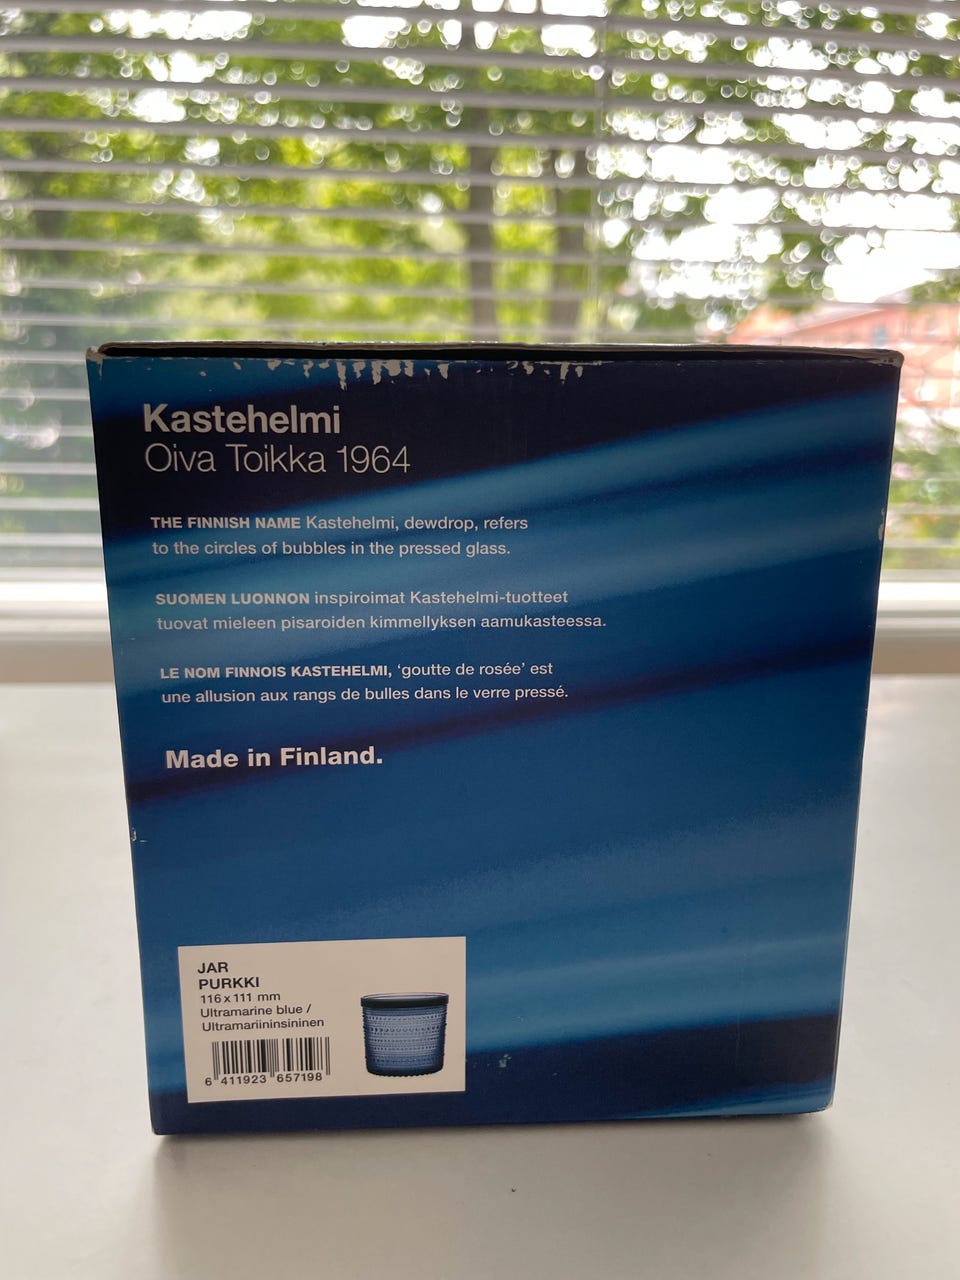 Kastehelmi
Oiva Toikka 1964
THE FINNISH NAME Kastehelmi, dewdrop, refers
to the circles of bubbles in the pressed glass.
SUOMEN LUONNON inspiroimat Kastehelmi-tuotteet
tuovat mieleen pisaroiden kimmellyksen aamukasteessa.
LE NOM FINNOIS KASTEHELMI, ‘goutte de rosée’ est
une allusion aux rangs de bulles dans le verre pressé.
Made in Finland.
JAR
PURKKI
116 x 111 mm
Ultramarine blue /
Ultramariininsininen
6 411923 657198